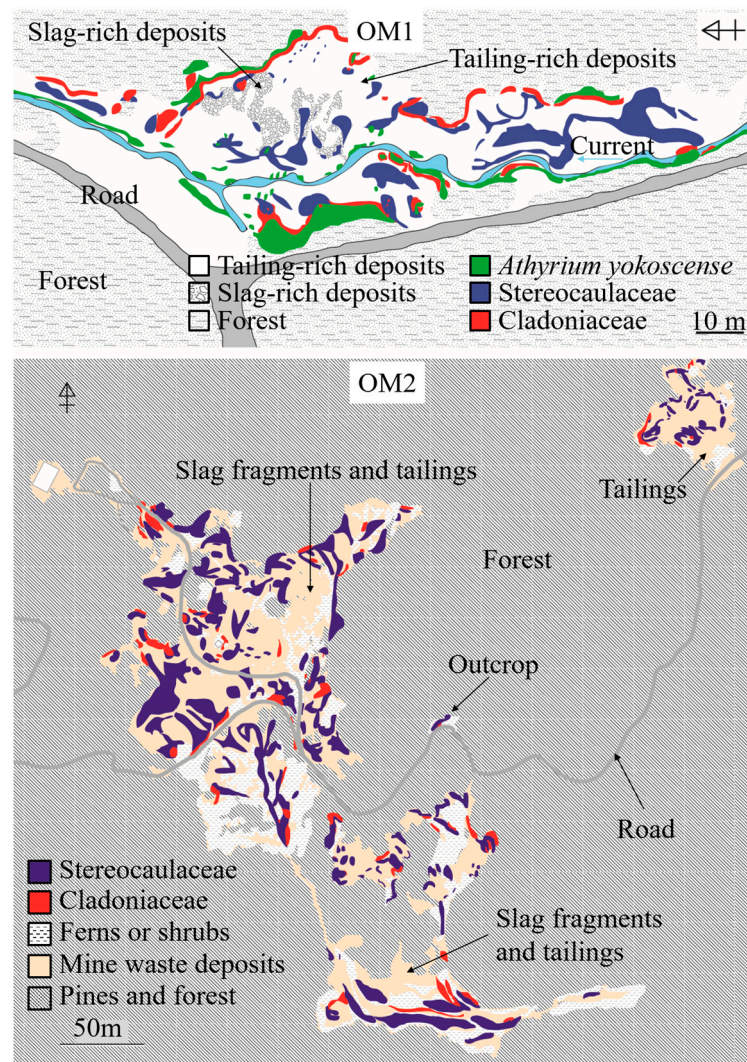 OM1
Slag-rich deposits
Tailing-rich deposits
Current
Road
Forest
Tailing-rich deposits
Slag-rich deposits
Forest
Athyrium yokoscense
Stereocaulaceae
Cladoniaceae
10 m
OM2
Slag fragments and tailings
Tailings
Forest
Outcrop
Road
Stereocaulaceae
Cladoniaceae
Ferns or shrubs
Mine waste deposits
Pines and forest
50m
Slag fragments
and tailings